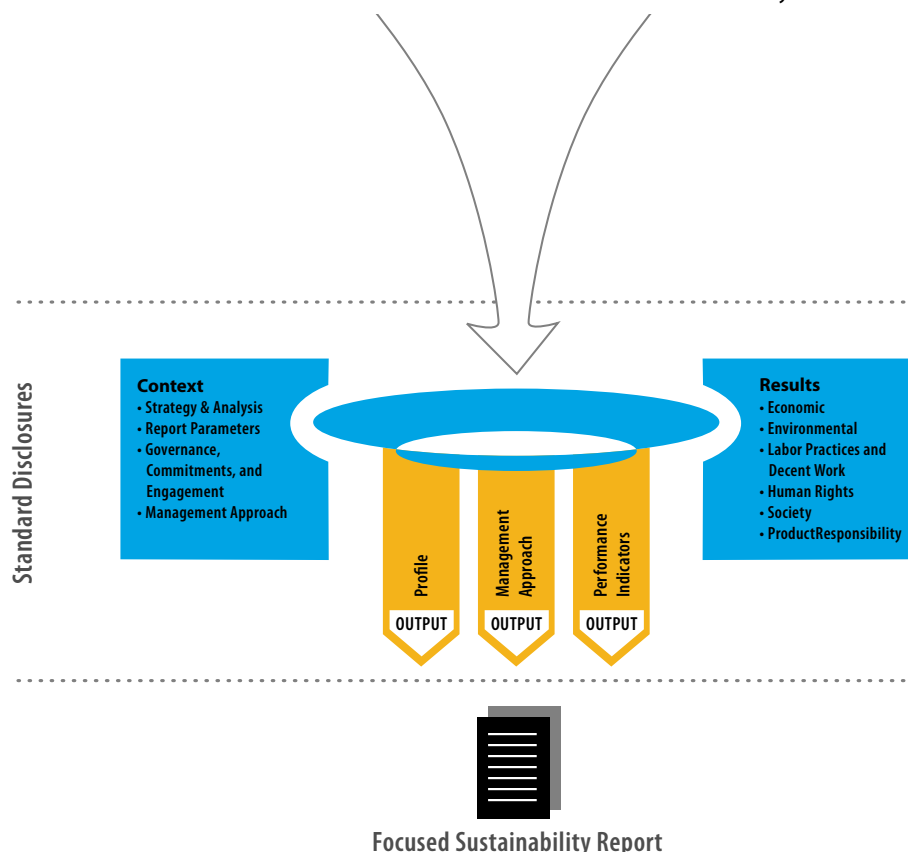 Standard Disclosures
Context
• Strategy & Analysis
• Report Parameters
• Governance,
Commitments, and
Engagement
• Management Approach
Results
• Economic
• Environmental
• Labor Practices and
Decent Work
• Human Rights
• Society
• ProductResponsibility
Profile
OUTPUT
Management
Approach
OUTPUT
Performance
Indicators
OUTPUT
Focused Sustainability Report